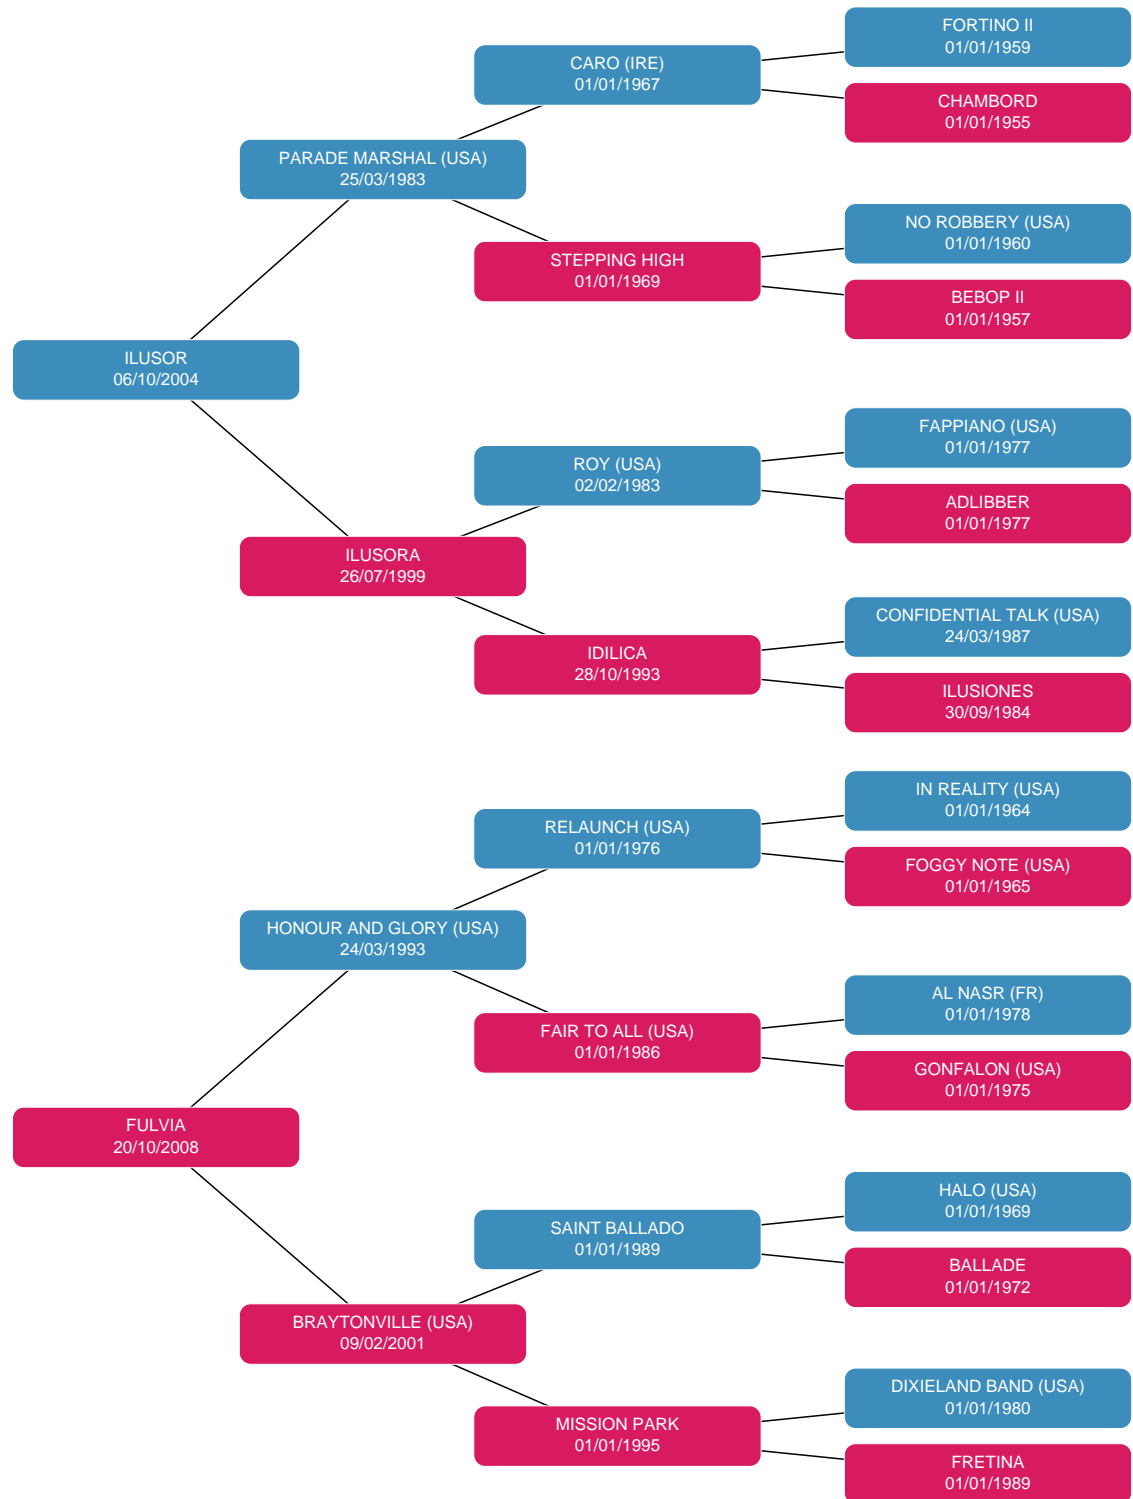 FORTINO II
01/01/1959
CARO (IRE)
01/01/1967
CHAMBORD
01/01/1955
PARADE MARSHAL (USA)
25/03/1983
NO ROBBERY (USA)
01/01/1960
STEPPING HIGH
01/01/1969
BEBOP II
01/01/1957
ILUSOR
06/10/2004
FAPPIANO (USA)
01/01/1977
ROY (USA)
02/02/1983
ADLIBBER
01/01/1977
ILUSORA
26/07/1999
CONFIDENTIAL TALK (USA)
24/03/1987
IDILICA
28/10/1993
ILUSIONES
30/09/1984
IN REALITY (USA)
01/01/1964
RELAUNCH (USA)
01/01/1976
FOGGY NOTE (USA)
01/01/1965
HONOUR AND GLORY (USA)
24/03/1993
AL NASR (FR)
01/01/1978
FAIR TO ALL (USA)
01/01/1986
GONFALON (USA)
01/01/1975
FULVIA
20/10/2008
HALO (USA)
01/01/1969
SAINT BALLADO
01/01/1989
BALLADE
01/01/1972
BRAYTONVILLE (USA)
09/02/2001
DIXIELAND BAND (USA)
01/01/1980
MISSION PARK
01/01/1995
FRETINA
01/01/1989